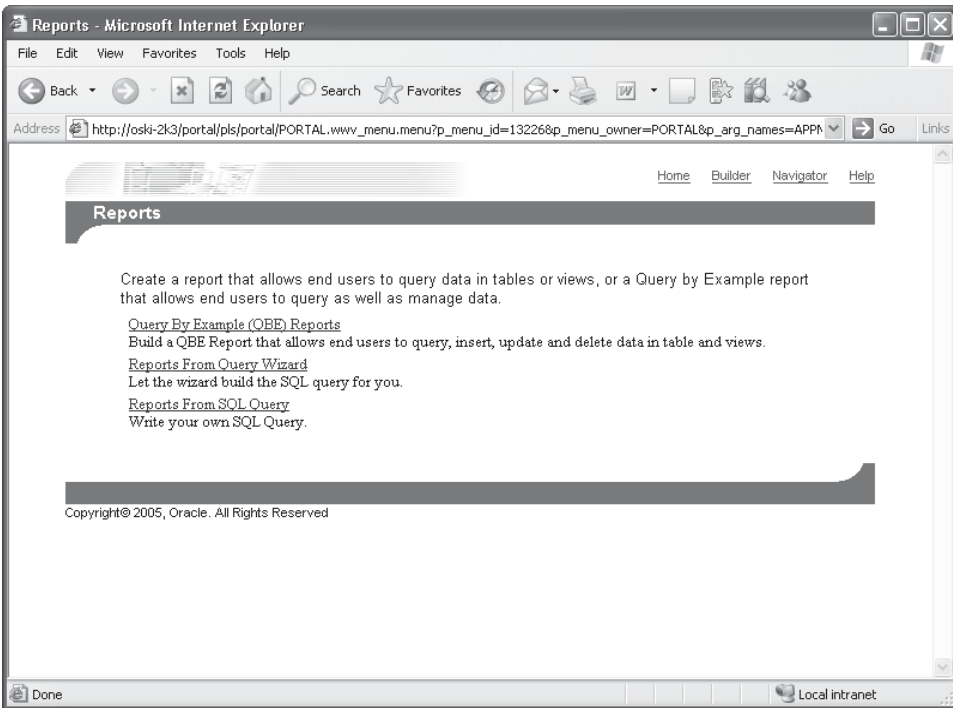 Reports - Microsoft Internet Explorer
File Edit View Favorites Tools Help
Back Search Favorites
Address http://oski-2k3/portal/pls/portal/PORTAL.wwv_menu.menu?p_menu_id=13226&p_menu_owner=PORTAL&p_arg_names=APPN Go Links
Home Builder Navigator Help
Reports
Create a report that allows end users to query data in tables or views, or a Query by Example report
that allows end users to query as well as manage data.
Query By Example (QBE) Reports
Build a QBE Report that allows end users to query, insert, update and delete data in table and views.
Reports From Query Wizard
Let the wizard build the SQL query for you.
Reports From SQL Query
Write your own SQL Query.
Copyright© 2005, Oracle. All Rights Reserved
Done Local intranet